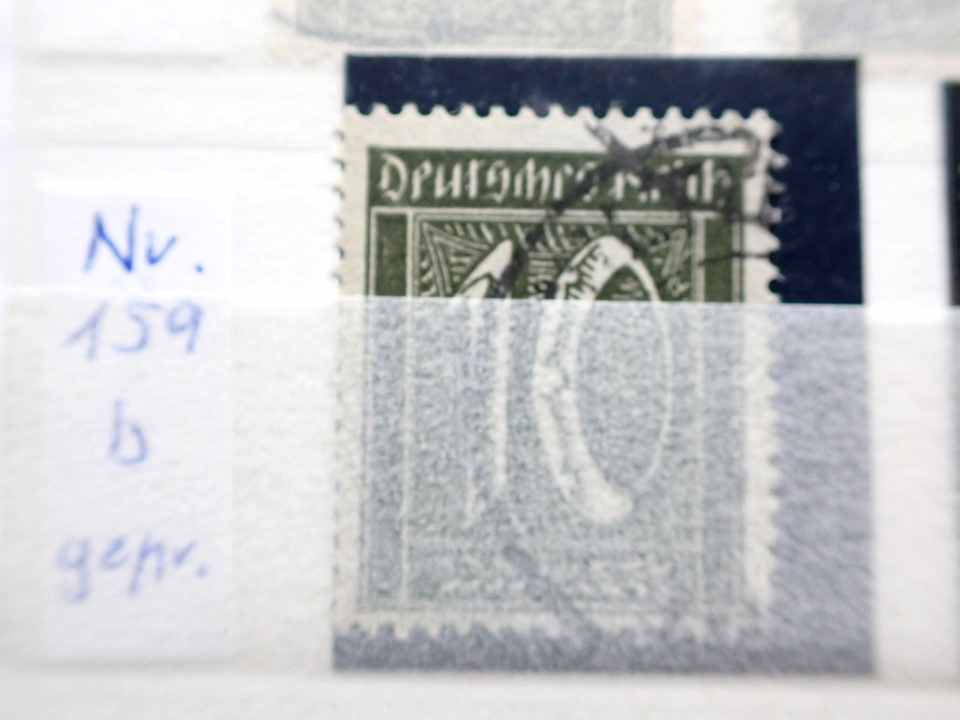 Nr.
159
b
gepr.
Deutsches Reich
10